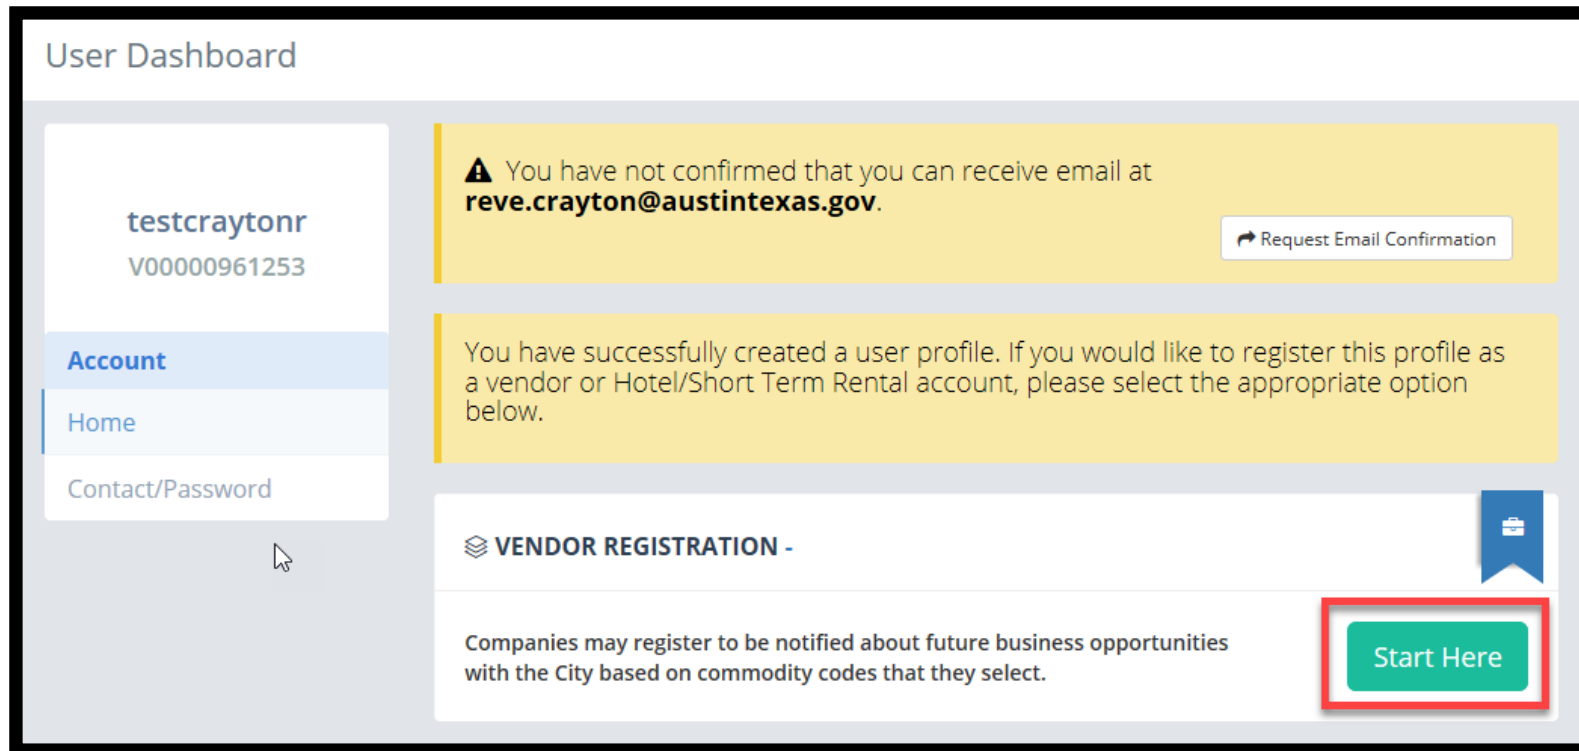 User Dashboard
testcraytonr
V00000961253
Account
Home
Contact/Password
You have not confirmed that you can receive email at
reve.crayton@austintexas.gov.
Request Email Confirmation
You have successfully created a user profile. If you would like to register this profile as
a vendor or Hotel/Short Term Rental account, please select the appropriate option
below.
VENDOR REGISTRATION -
Companies may register to be notified about future business opportunities
with the City based on commodity codes that they select.
Start Here